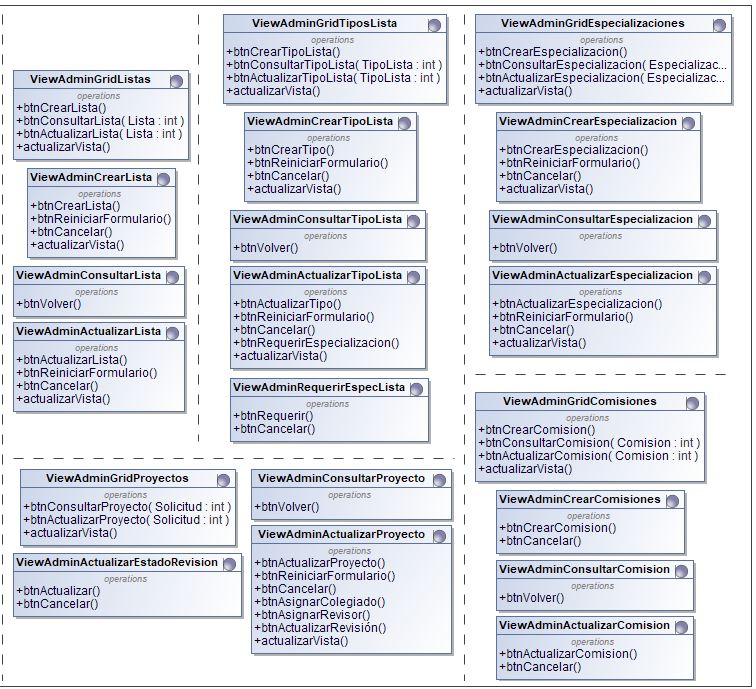 ViewAdminGridListas
operations
+btnCrearLista()
+btnConsultarLista( Lista : int )
+btnActualizarLista( Lista : int )
+actualizarVista()
ViewAdminCrearLista
operations
+btnCrearLista()
+btnReiniciarFormulario()
+btnCancelar()
+actualizarVista()
ViewAdminConsultarLista
operations
+btnVolver()
ViewAdminActualizarLista
operations
+btnActualizarLista()
+btnReiniciarFormulario()
+btnCancelar()
+actualizarVista()
ViewAdminGridTiposLista
operations
+btnCrearTipoLista()
+btnConsultarTipoLista( TipoLista : int )
+btnActualizarTipoLista( TipoLista : int )
+actualizarVista()
ViewAdminCrearTipoLista
operations
+btnCrearTipo()
+btnReiniciarFormulario()
+btnCancelar()
+actualizarVista()
ViewAdminConsultarTipoLista
operations
+btnVolver()
ViewAdminActualizarTipoLista
operations
+btnActualizarTipo()
+btnReiniciarFormulario()
+btnCancelar()
+btnRequerirEspecializacion()
+actualizarVista()
ViewAdminRequerirEspecLista
operations
+btnRequerir()
+btnCancelar()
ViewAdminGridEspecializaciones
operations
+btnCrearEspecializacion()
+btnConsultarEspecializacion( Especializac...
+btnActualizarEspecializacion( Especializac...
+actualizarVista()
ViewAdminCrearEspecializacion
operations
+btnCrearEspecializacion()
+btnReiniciarFormulario()
+btnCancelar()
+actualizarVista()
ViewAdminConsultarEspecializacion
operations
+btnVolver()
ViewAdminActualizarEspecializacion
operations
+btnActualizarEspecializacion()
+btnReiniciarFormulario()
+btnCancelar()
+actualizarVista()
ViewAdminGridProyectos
operations
+btnConsultarProyecto( Solicitud : int )
+btnActualizarProyecto( Solicitud : int )
+actualizarVista()
ViewAdminActualizarEstadoRevision
operations
+btnActualizar()
+btnCancelar()
ViewAdminConsultarProyecto
operations
+btnVolver()
ViewAdminActualizarProyecto
operations
+btnActualizarProyecto()
+btnReiniciarFormulario()
+btnCancelar()
+btnAsignarColegiado()
+btnAsignarRevisor()
+btnActualizarRevisión()
+actualizarVista()
ViewAdminGridComisiones
operations
+btnCrearComision()
+btnConsultarComision( Comision : int )
+btnActualizarComision( Comision : int )
+actualizarVista()
ViewAdminCrearComisiones
operations
+btnCrearComision()
+btnCancelar()
ViewAdminConsultarComision
operations
+btnVolver()
ViewAdminActualizarComision
operations
+btnActualizarComision()
+btnCancelar()